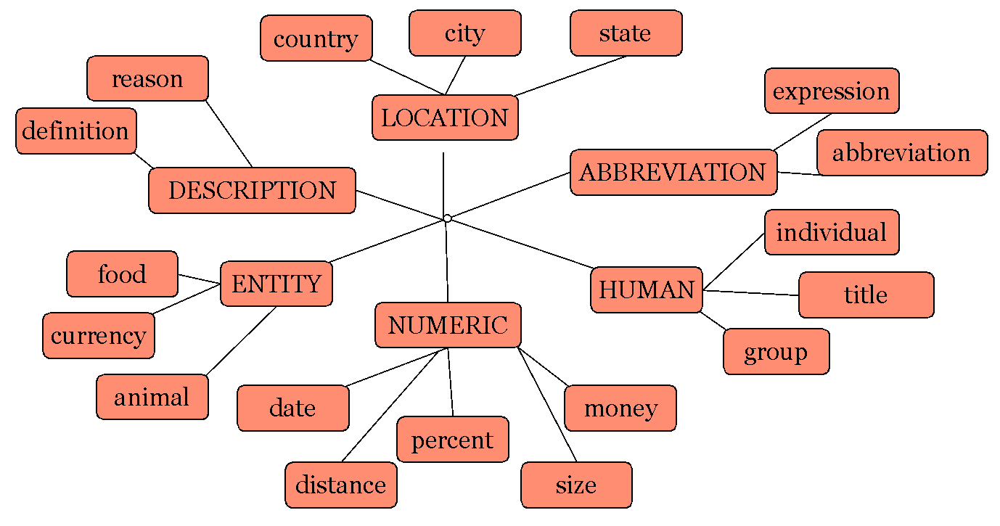 country
city
state
reason
expression
LOCATION
definition
abbreviation
ABBREVIATION
DESCRIPTION
individual
food
ENTITY
HUMAN
title
NUMERIC
currency
group
animal
date
money
percent
distance
size